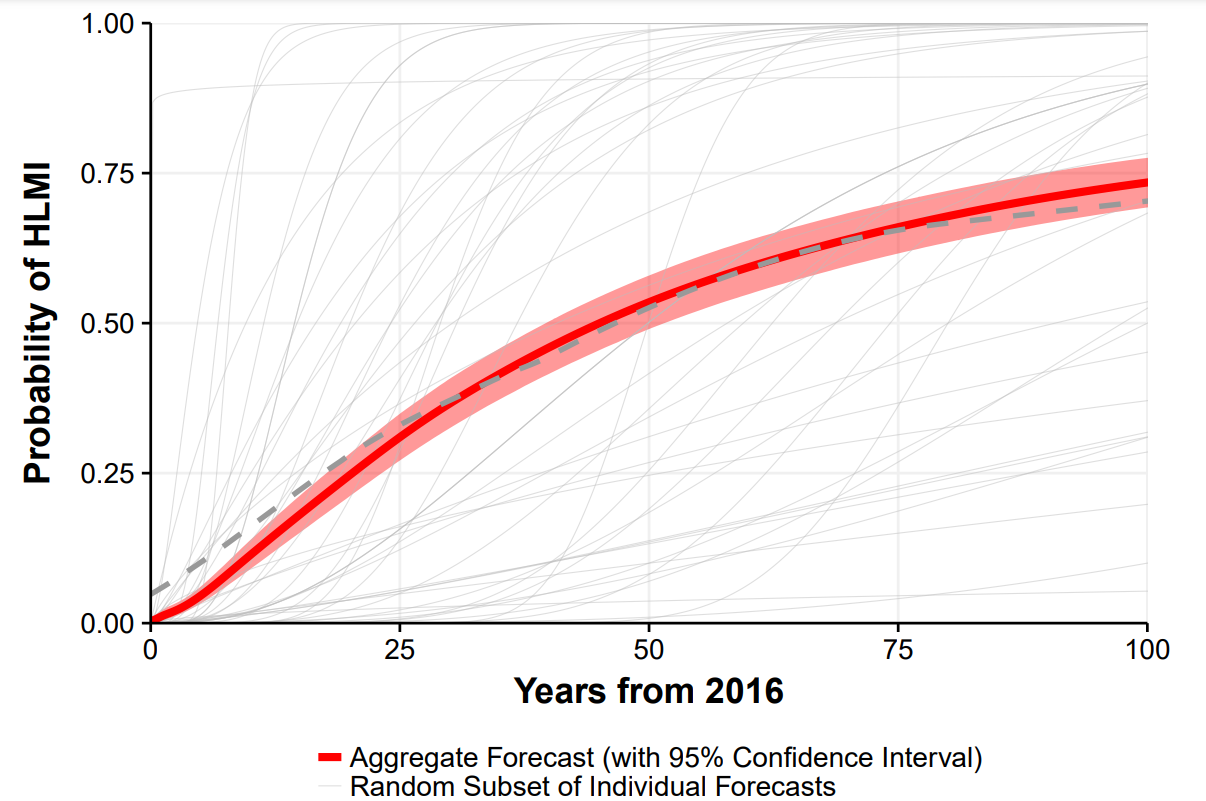 1.00
0.75
0.50
0.25
0.00
Probability of HLMI
0
25
50
75
100
Years from 2016
Aggregate Forecast (with 95% Confidence Interval)
Random Subset of Individual Forecasts